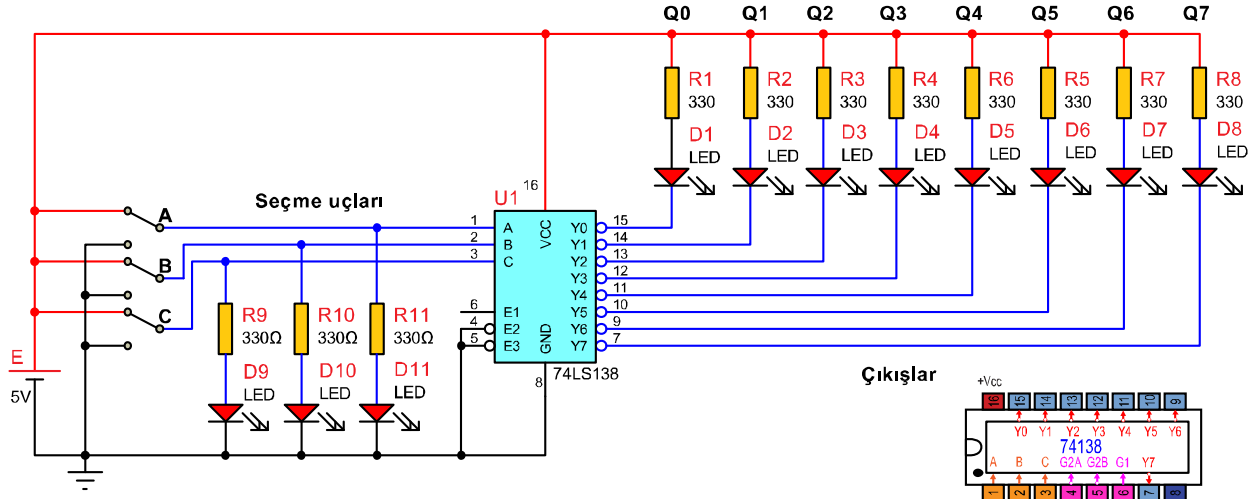 Q0 Q1 Q2 Q3 Q4 Q5 Q6 Q7
R1 R2 R3 R4 R6 R5 R7 R8
330 330 330 330 330 330 330 330
D1 D2 D3 D4 D5 D6 D7 D8
LED LED LED LED LED LED LED LED
Seçme uçları
A
B
C
E
5V
U1
16
1 A VCC Y0 15
2 B Y1 14
3 C Y2 13
Y3 12
Y4 11
6 E1 Y5 10
4 E2 Y6 9
5 E3 GND Y7 7
8
74LS138
R9 R10 R11
330Ω 330Ω 330Ω
D9 D10 D11
LED LED LED
Çıkışlar
+Vcc
16 15 14 13 12 11 10 9
Y0 Y1 Y2 Y3 Y4 Y5 Y6
74138
A B C G2A G2B G1 Y7
1 2 3 4 5 6 7 8